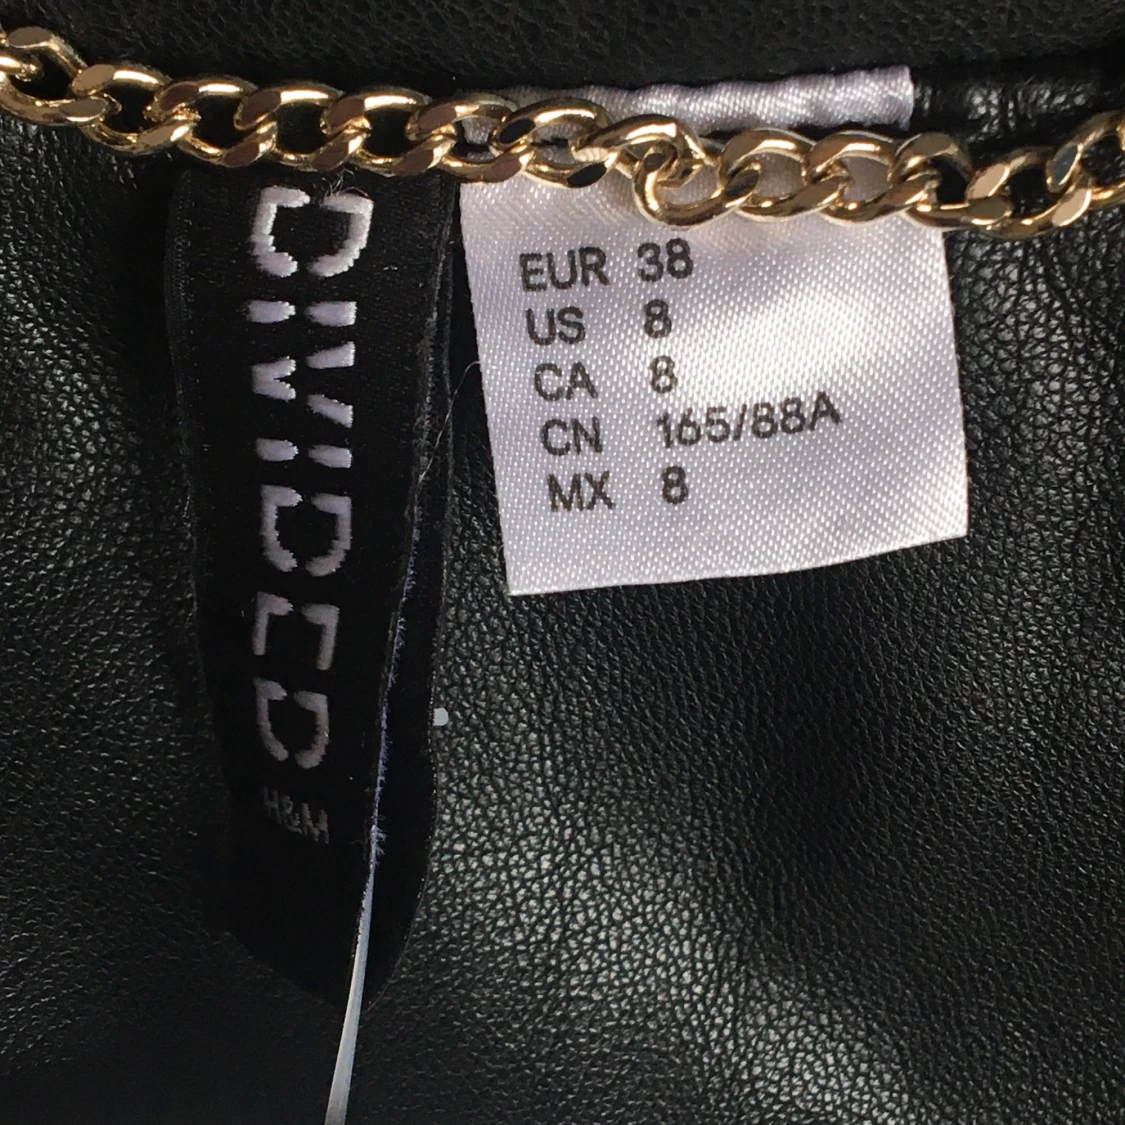 DIVIDED
H&M
EUR 38
US 8
CA 8
CN 165/88A
MX 8